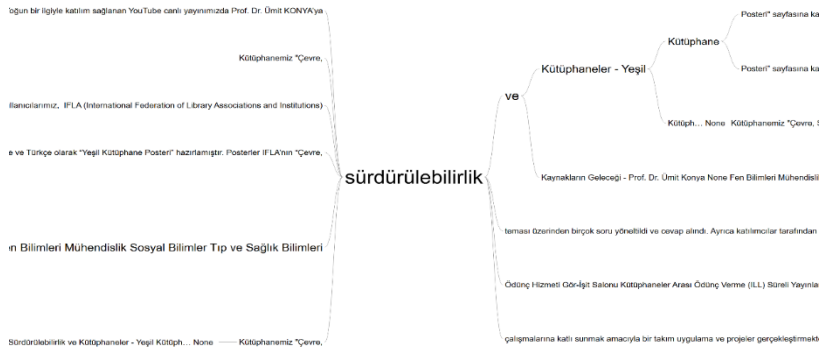 oğun bir ilgiyle katılım sağlanan YouTube canlı yayınımızda Prof. Dr. Ümit KONYA'ya
Kütüphanemiz "Çevre,
llanıcılarımız, IFLA (International Federation of Library Associations and Institutions)
e ve Türkçe olarak "Yeşil Kütüphane Posteri" hazırlamıştır. Posterler IFLA'nın "Çevre,
n Bilimleri Mühendislik Sosyal Bilimler Tıp ve Sağlık Bilimleri
Sürdürülebilirlik ve Kütüphaneler - Yeşil Kütüph... None
Kütüphanemiz "Çevre,
sürdürülebilirlik
ve
Kütüphaneler - Yeşil
Kütüphane
Posteri" sayfasına ka
Posteri" sayfasına ka
Kütüph... None
Kütüphanemiz "Çevre, S
Kaynakların Geleceği - Prof. Dr. Ümit Konya None Fen Bilimleri Mühendisli
teması üzerinden birçok soru yöneltildi ve cevap alındı. Ayrıca katılımcılar tarafından
Ödünç Hizmeti Gör-İşit Salonu Kütüphaneler Arası Ödünç Verme (ILL) Süreli Yayınla
çalışmalarına katlı sunmak amacıyla bir takım uygulama ve projeler gerçekleştirmekt